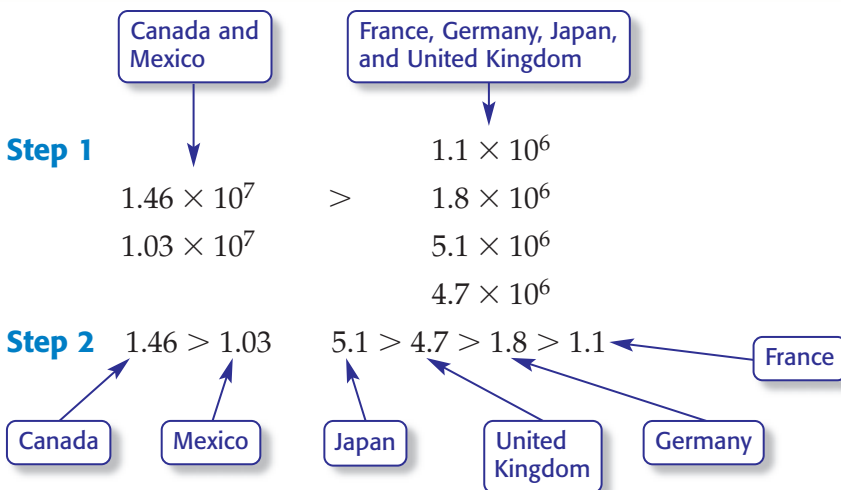 Canada and
Mexico
France, Germany, Japan,
and United Kingdom
Step 1
1.1 × 10⁶
1.46 × 10⁷ > 1.8 × 10⁶
1.03 × 10⁷ 5.1 × 10⁶
4.7 × 10⁶
Step 2 1.46 > 1.03 5.1 > 4.7 > 1.8 > 1.1
France
Canada Mexico Japan United Germany
Kingdom